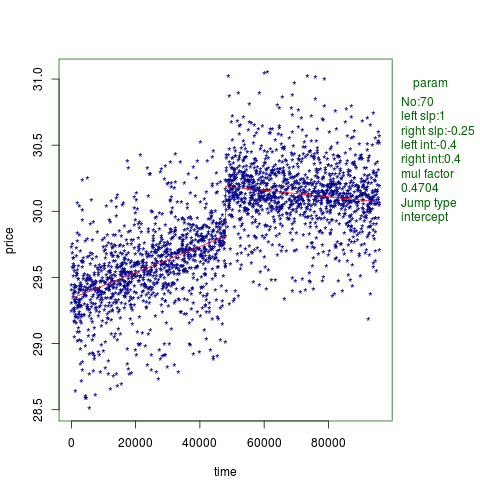 param
No:70
left slp:1
right slp:-0.25
left int:-0.4
right int:0.4
mul factor
0.4704
Jump type
intercept
price
31.0
30.5
30.0
29.5
29.0
28.5
0 20000 40000 60000 80000
time